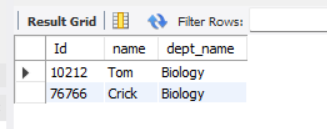 Result Grid Filter Rows:
Id name dept_name
10212 Tom Biology
76766 Crick Biology